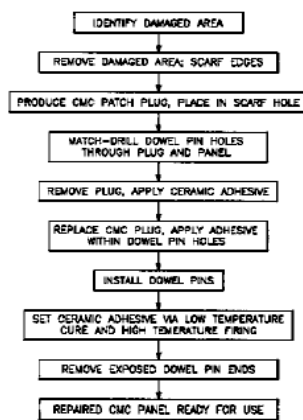 IDENTIFY DAMAGED AREA
REMOVE DAMAGED AREA; SCARF EDGES
PRODUCE CMC PATCH PLUG, PLACE IN SCARF HOLE
MATCH-DRILL DOWEL PIN HOLES
THROUGH PLUG AND PANEL
REMOVE PLUG, APPLY CERAMIC ADHESIVE
REPLACE CMC PLUG, APPLY ADHESIVE
WITHIN DOWEL PIN HOLES
INSTALL DOWEL PINS
SET CERAMIC ADHESIVE VIA LOW TEMPERATURE
CURE AND HIGH TEMERATURE FIRING
REMOVE EXPOSED DOWEL PIN ENDS
REPAIRED CMC PANEL READY FOR USE